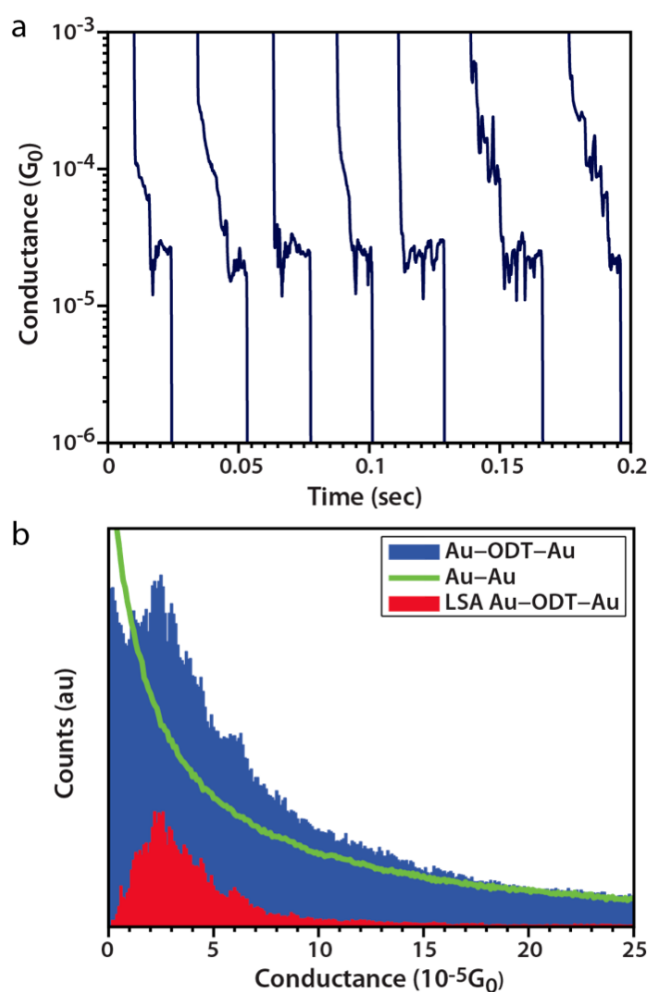 a
10⁻³
10⁻⁴
10⁻⁵
10⁻⁶
Conductance (G₀)
0 0.05 0.1 0.15 0.2
Time (sec)
b
Au–ODT–Au
Au–Au
LSA Au–ODT–Au
Counts (au)
0 5 10 15 20 25
Conductance (10⁻⁵G₀)